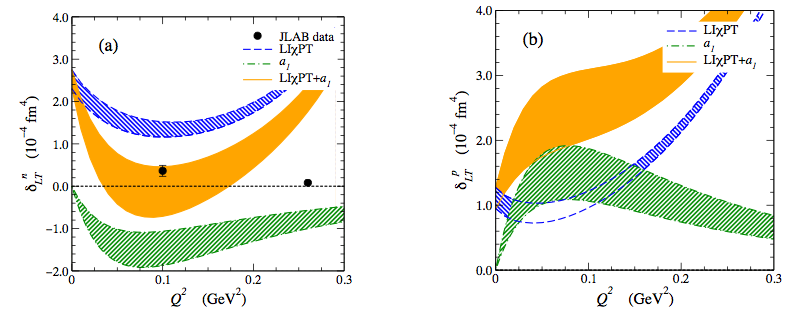 (a)
JLAB data
LIχPT
a₁
LIχPT+a₁
4.0
3.0
2.0
1.0
0.0
-1.0
-2.0
δₗₜⁿ (10⁻⁴ fm⁴)
0
0.1
0.2
0.3
Q² (GeV²)
(b)
LIχPT
a₁
LIχPT+a₁
4.0
3.0
2.0
1.0
0.0
δₗₜᵖ (10⁻⁴ fm⁴)
0
0.1
0.2
0.3
Q² (GeV²)